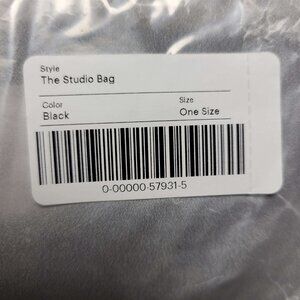 Style
The Studio Bag
Color Size
Black One Size
0-00000-57931-5